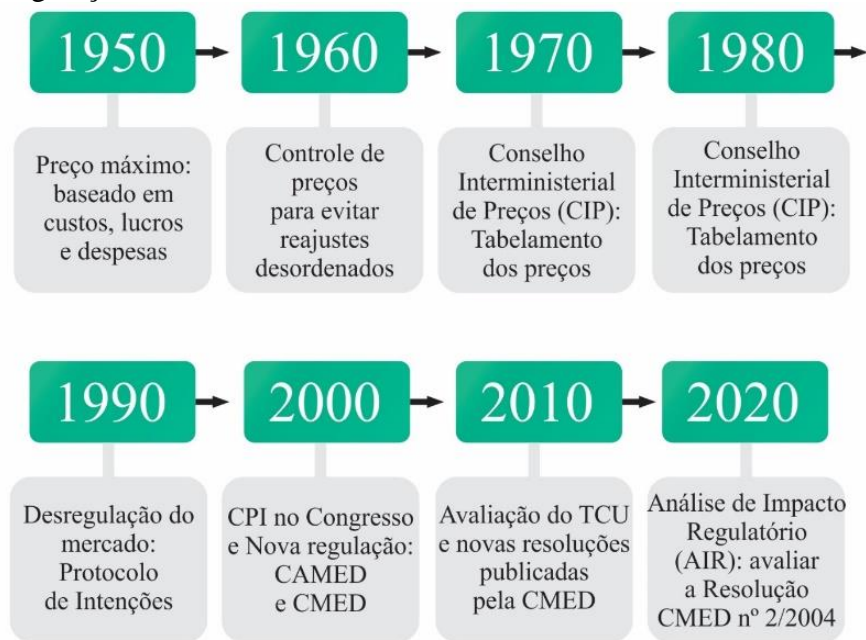 1950
1960
1970
1980
Preço máximo:
baseado em
custos, lucros
e despesas
Controle de
preços
para evitar
reajustes
desordenados
Conselho
Interministerial
de Preços (CIP):
Tabelamento
dos preços
Conselho
Interministerial
de Preços (CIP):
Tabelamento
dos preços
1990
2000
2010
2020
Desregulação do
mercado:
Protocolo
de Intenções
CPI no Congresso
e Nova regulação:
CAMED
e CMED
Avaliação do TCU
e novas resoluções
publicadas
pela CMED
Análise de Impacto
Regulatório
(AIR): avaliar
a Resolução
CMED nº 2/2004